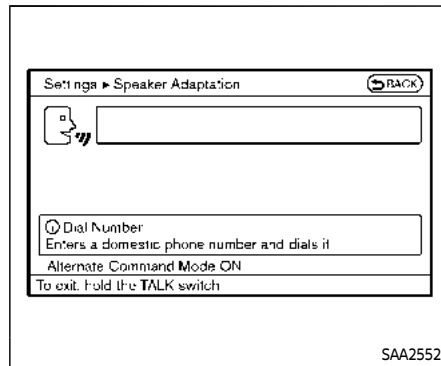 Settings ▸ Speaker Adaptation
BACK
Dial Number
Enters a domestic phone number and dials it
Alternate Command Mode ON
To exit, hold the TALK switch
SAA2552